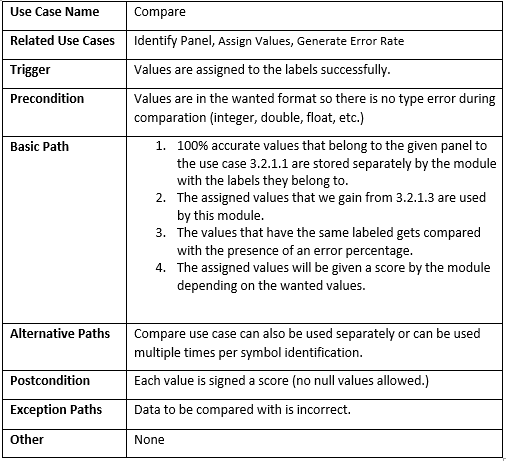 Use Case Name Compare
Related Use Cases Identify Panel, Assign Values, Generate Error Rate
Trigger Values are assigned to the labels successfully.
Precondition Values are in the wanted format so there is no type error during
comparation (integer, double, float, etc.)
Basic Path 1. 100% accurate values that belong to the given panel to
the use case 3.2.1.1 are stored separately by the module
with the labels they belong to.
2. The assigned values that we gain from 3.2.1.3 are used
by this module.
3. The values that have the same labeled gets compared
with the presence of an error percentage.
4. The assigned values will be given a score by the module
depending on the wanted values.
Alternative Paths Compare use case can also be used separately or can be used
multiple times per symbol identification.
Postcondition Each value is signed a score (no null values allowed.)
Exception Paths Data to be compared with is incorrect.
Other None